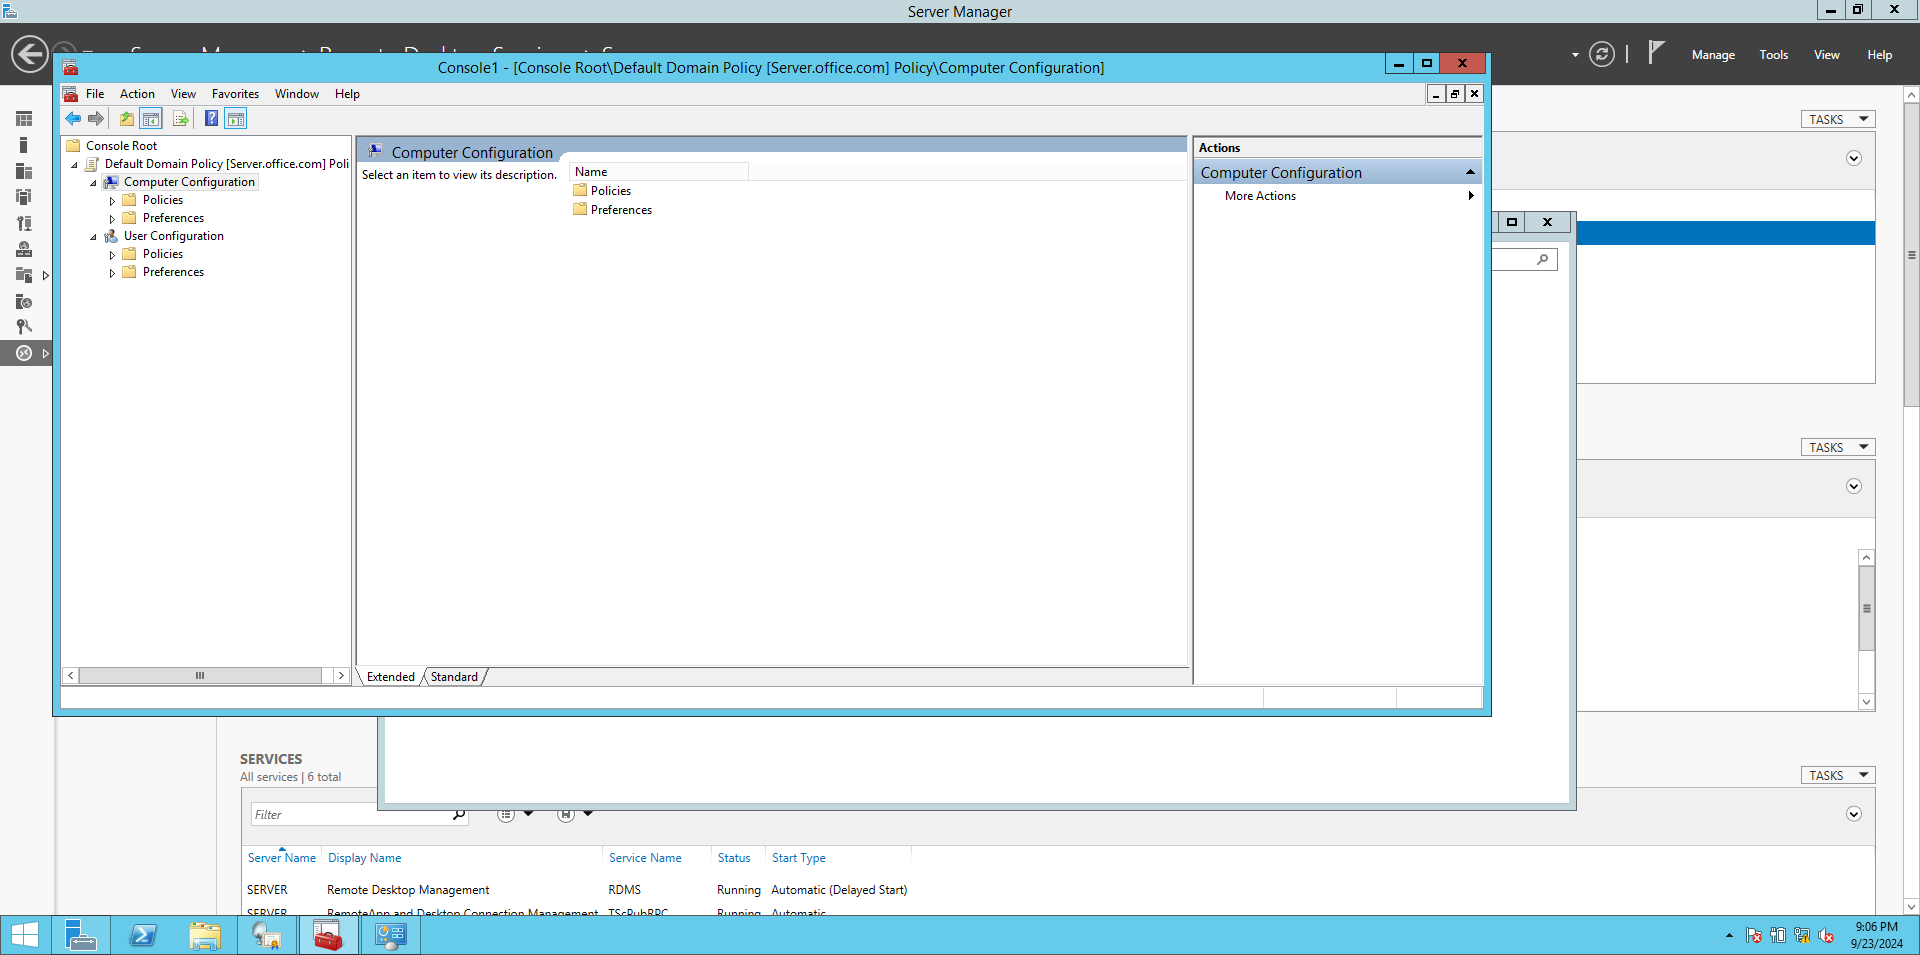 Server Manager
Manage
Tools
View
Help
Console1 - [Console Root\Default Domain Policy [Server.office.com] Policy\Computer Configuration]
File
Action
View
Favorites
Window
Help
Console Root
Default Domain Policy [Server.office.com] Poli
Computer Configuration
Policies
Preferences
User Configuration
Policies
Preferences
Computer Configuration
Select an item to view its description.
Name
Policies
Preferences
Extended
Standard
Actions
Computer Configuration
More Actions
TASKS
TASKS
SERVICES
All services | 6 total
TASKS
Filter
Server Name
Display Name
Service Name
Status
Start Type
SERVER
Remote Desktop Management
RDMS
Running
Automatic (Delayed Start)
SERVER
RemoteApp and Desktop Connection Management
TScPubRPC
Running
Automatic
9:06 PM
9/23/2024